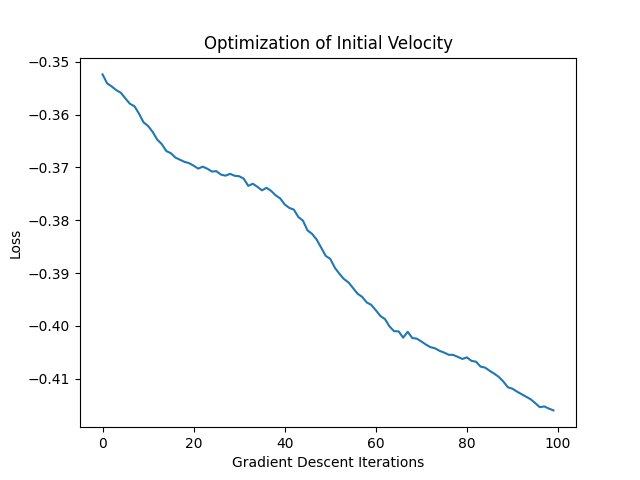 Optimization of Initial Velocity
−0.35
−0.36
−0.37
−0.38
−0.39
−0.40
−0.41
Loss
0 20 40 60 80 100
Gradient Descent Iterations